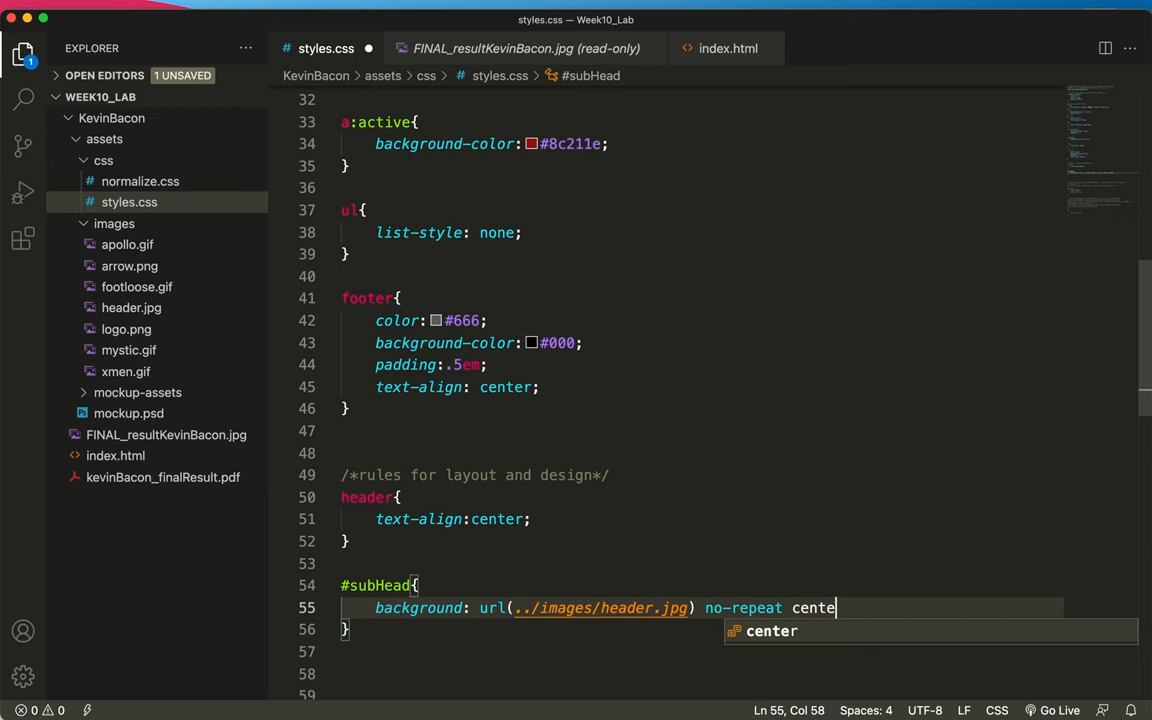 styles.css — Week10_Lab
1
EXPLORER
OPEN EDITORS 1 UNSAVED
WEEK10_LAB
KevinBacon
assets
css
# normalize.css
# styles.css
images
apollo.gif
arrow.png
footloose.gif
header.jpg
logo.png
mystic.gif
xmen.gif
mockup-assets
Ps mockup.psd
FINAL_resultKevinBacon.jpg
<> index.html
kevinBacon_finalResult.pdf
# styles.css ● FINAL_resultKevinBacon.jpg (read-only) <> index.html
KevinBacon > assets > css > # styles.css > #subHead
32
33 a:active{
34 background-color:#8c211e;
35 }
36
37 ul{
38 list-style: none;
39 }
40
41 footer{
42 color:#666;
43 background-color:#000;
44 padding:.5em;
45 text-align: center;
46 }
47
48
49 /*rules for layout and design*/
50 header{
51 text-align:center;
52 }
53
54 #subHead{
55 background: url(../images/header.jpg) no-repeat cente
center
56 }
57
58
59
0 0 Ln 55, Col 58 Spaces: 4 UTF-8 LF CSS Go Live